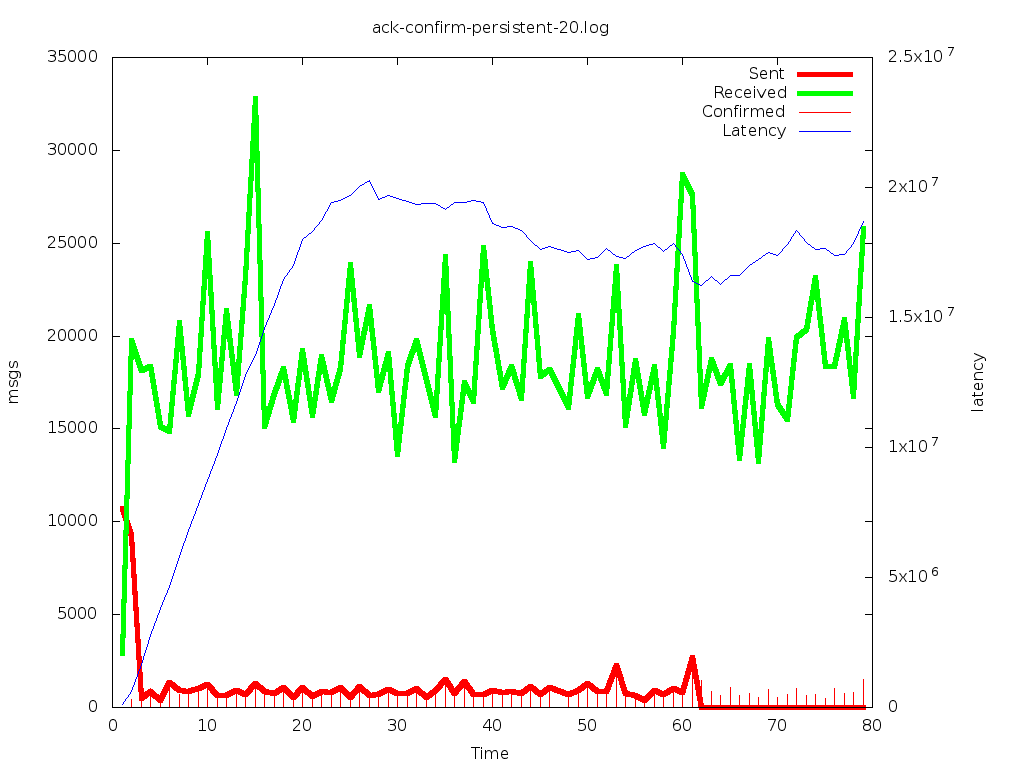 ack-confirm-persistent-20.log
35000
30000
25000
20000
15000
10000
5000
0
msgs
Sent
Received
Confirmed
Latency
2.5x10^7
2x10^7
1.5x10^7
1x10^7
5x10^6
0
latency
0 10 20 30 40 50 60 70 80
Time